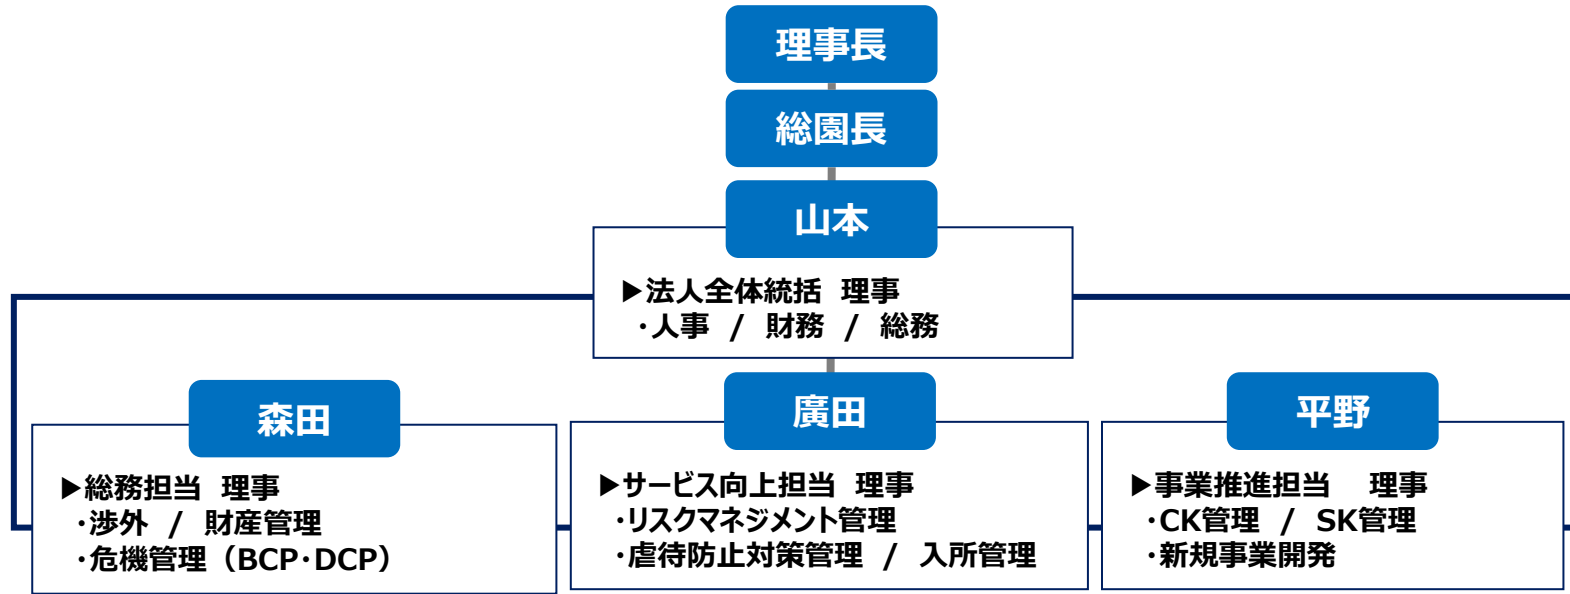 理事長
総園長
山本
▶法人全体統括 理事
・人事 / 財務 / 総務
森田
▶総務担当 理事
・渉外 / 財産管理
・危機管理（BCP・DCP）
廣田
▶サービス向上担当 理事
・リスクマネジメント管理
・虐待防止対策管理 / 入所管理
平野
▶事業推進担当 理事
・CK管理 / SK管理
・新規事業開発